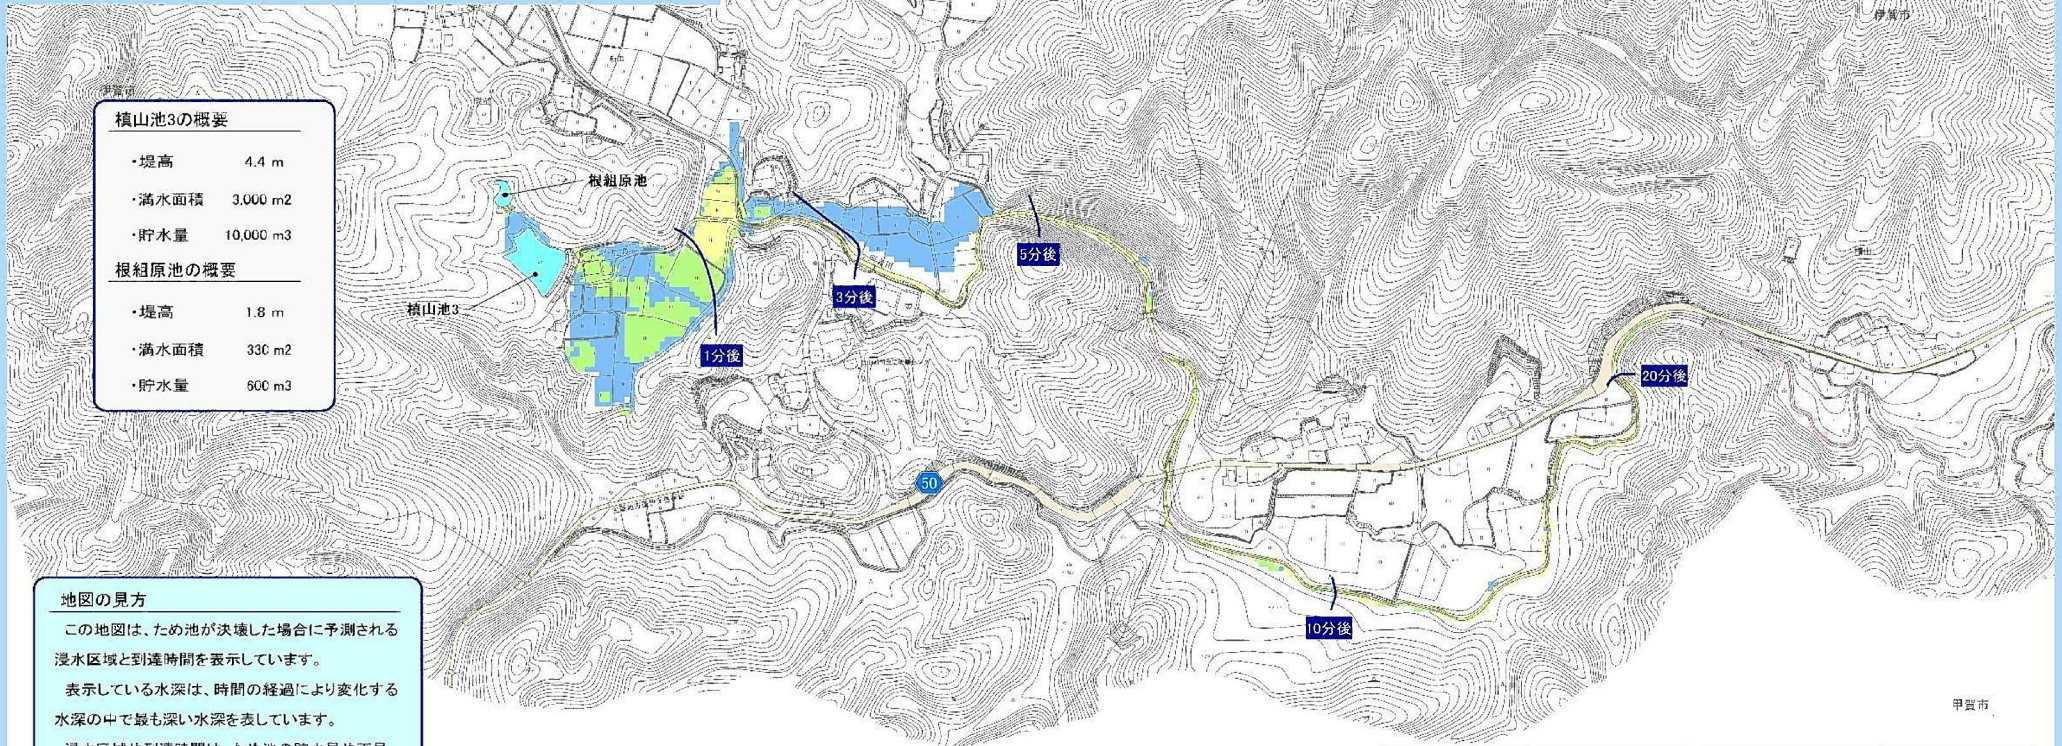 伊賀市
伊賀市
槙山池3の概要
・堤高 4.4 m
・満水面積 3,000 m2
・貯水量 10,000 m3
根組原池の概要
・堤高 1.8 m
・満水面積 330 m2
・貯水量 600 m3
根組原池
槙山池3
1分後
3分後
5分後
20分後
50
10分後
地図の見方
この地図は、ため池が決壊した場合に予測される
浸水区域と到達時間を表示しています。
表示している水深は、時間の経過により変化する
水深の中で最も深い水深を表しています。
甲賀市